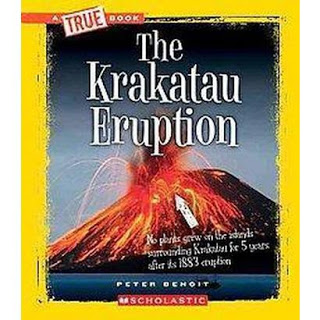 A TRUE BOOK
The
Krakatau
Eruption
No plants grew on the islands
surrounding Krakatau for 5 years
after its 1883 eruption
PETER BENOIT
SCHOLASTIC